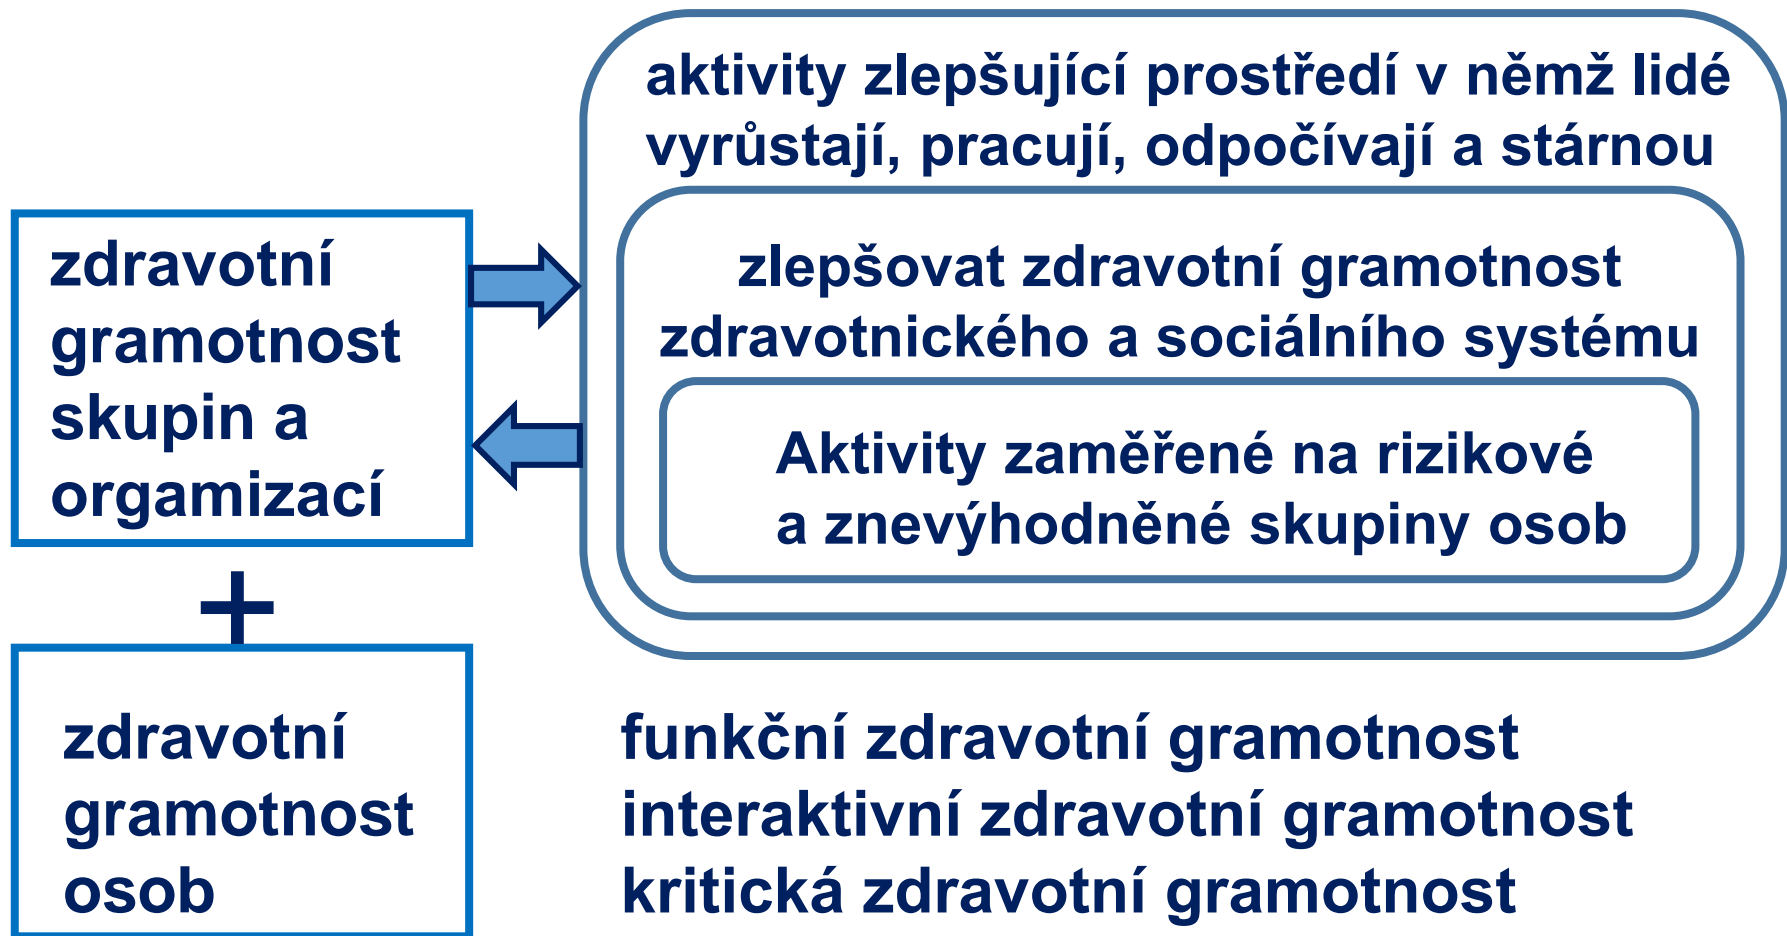 aktivity zlepšující prostředí v němž lidé
vyrůstají, pracují, odpočívají a stárnou
zlepšovat zdravotní gramotnost
zdravotnického a sociálního systému
Aktivity zaměřené na rizikové
a znevýhodněné skupiny osob
zdravotní
gramotnost
skupin a
orgamizací
+
zdravotní
gramotnost
osob
funkční zdravotní gramotnost
interaktivní zdravotní gramotnost
kritická zdravotní gramotnost